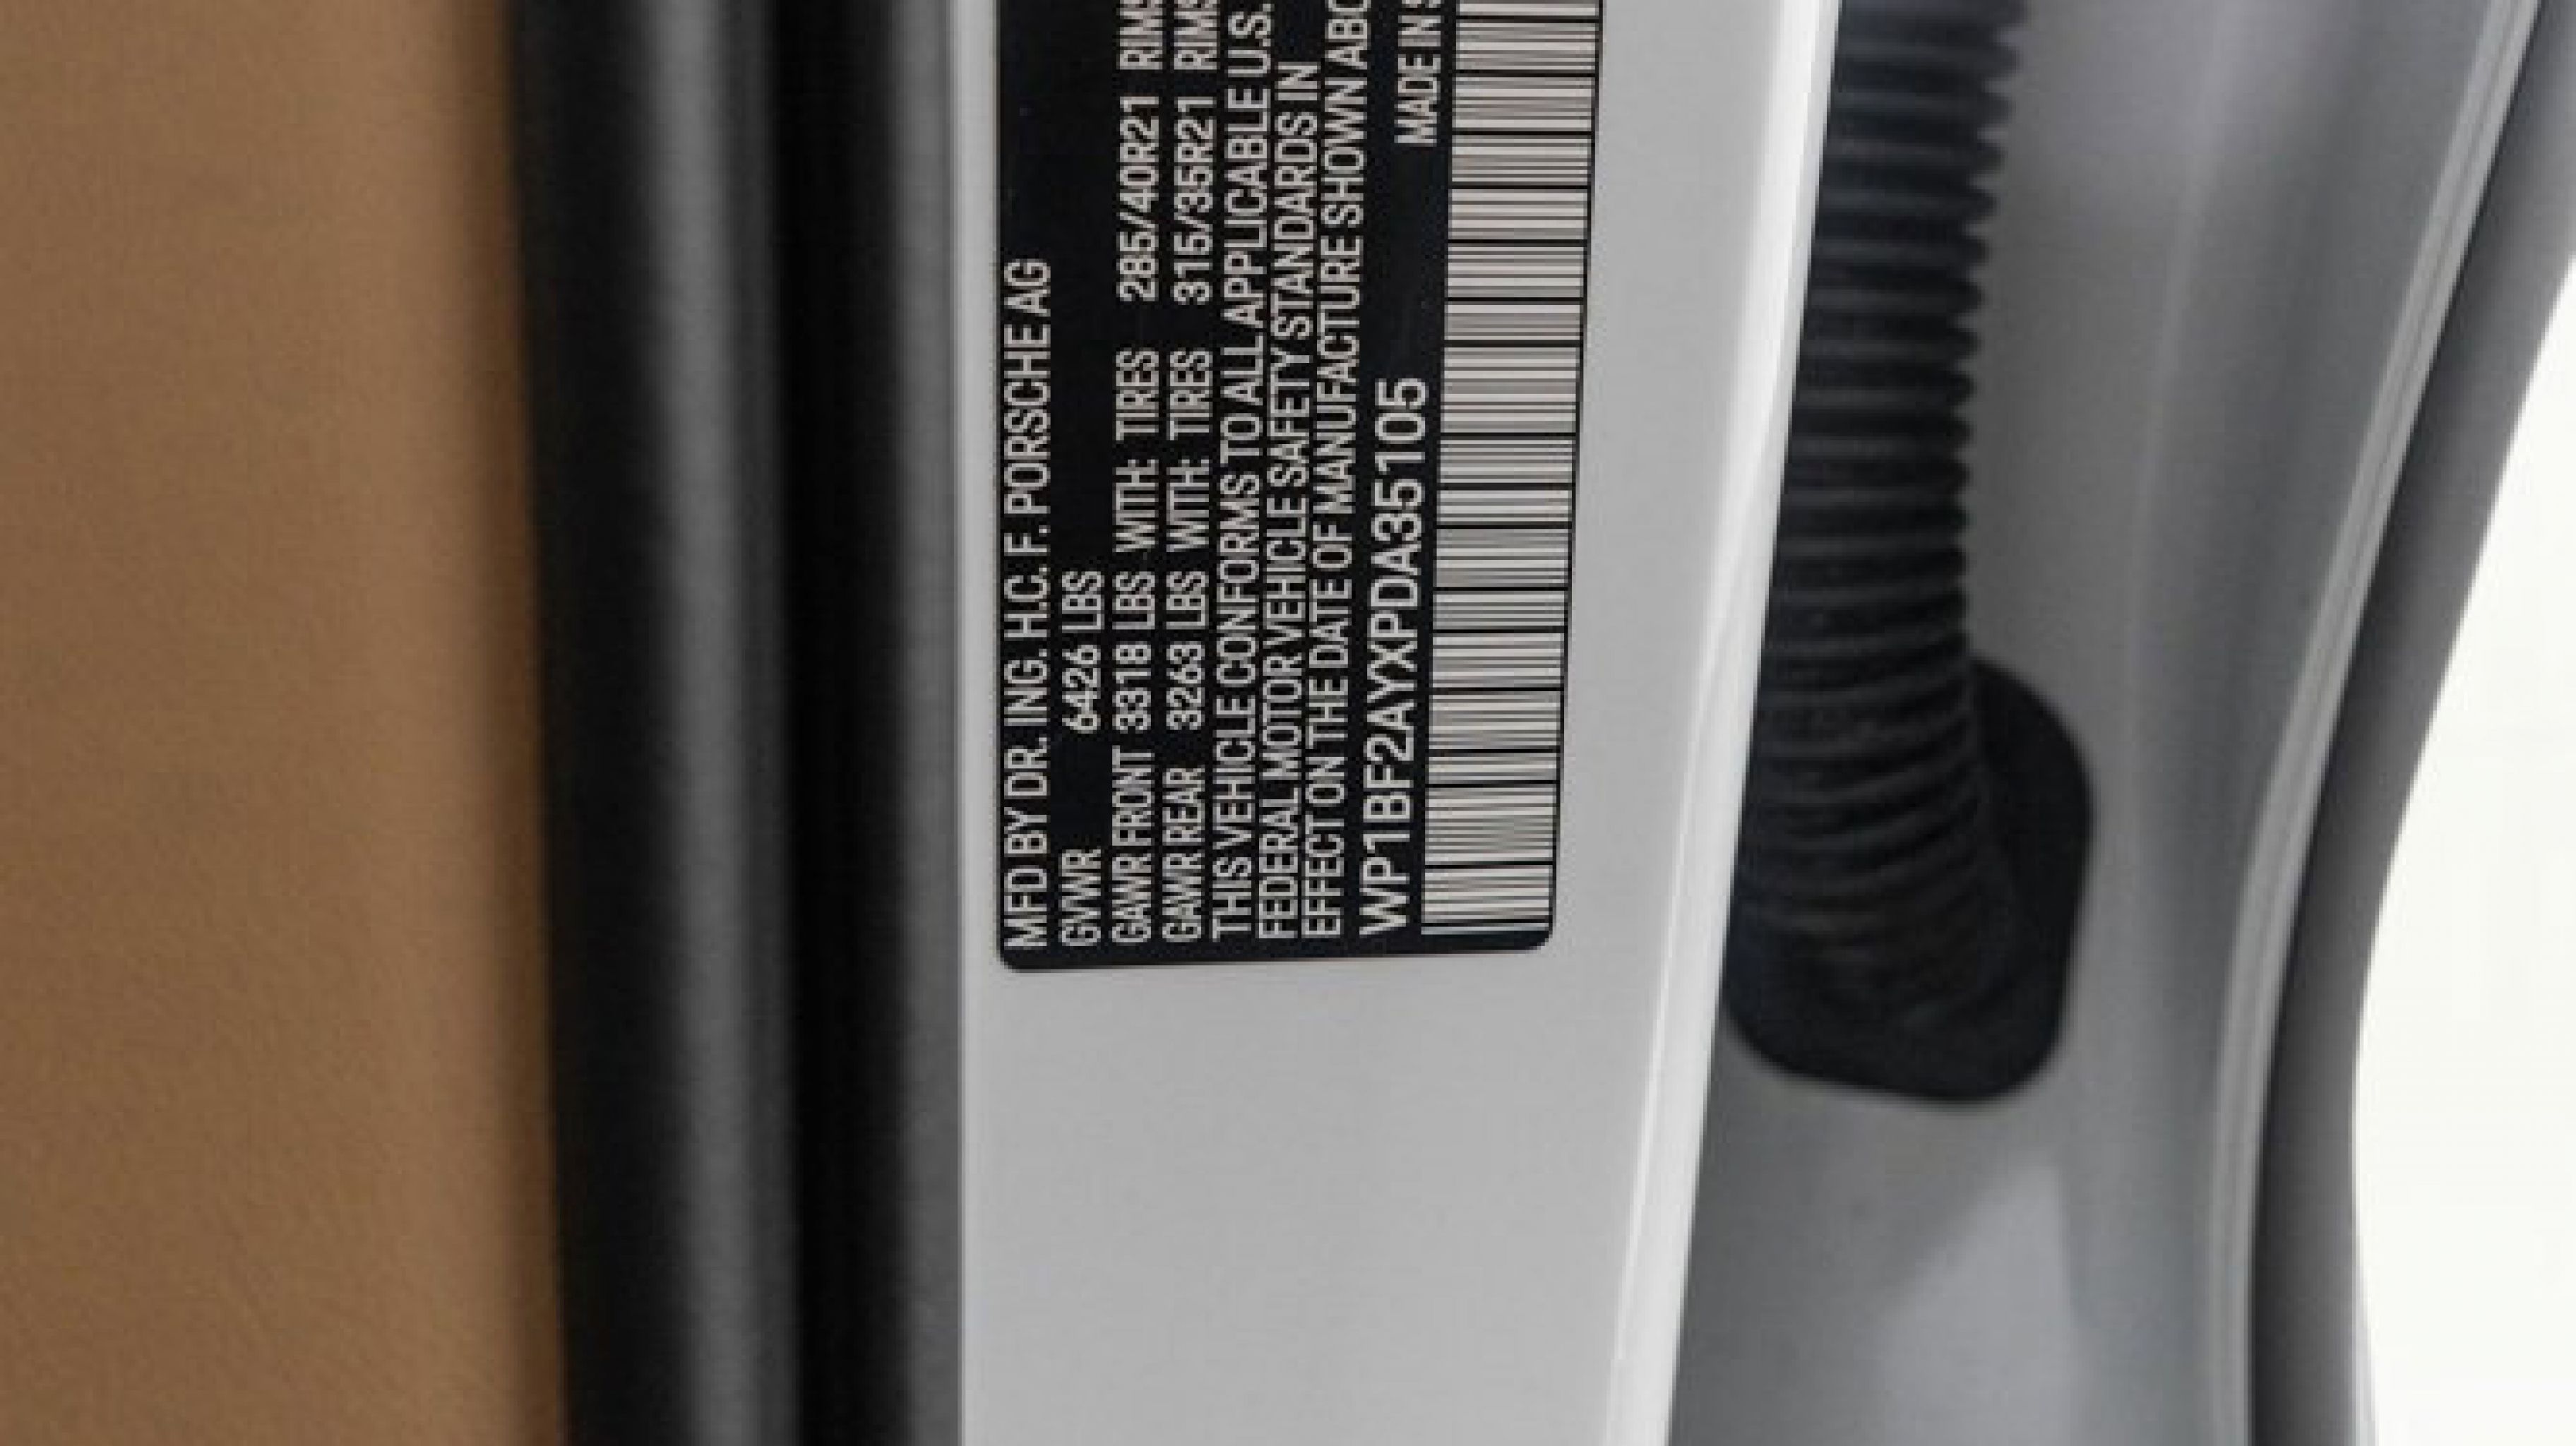 MFD BY DR. ING. H.C. F. PORSCHE AG
GVWR 6426 LBS
GAWR FRONT 3318 LBS WITH: TIRES 285/40R21 RIMS
GAWR REAR 3263 LBS WITH: TIRES 315/35R21 RIMS
THIS VEHICLE CONFORMS TO ALL APPLICABLE U.S.
FEDERAL MOTOR VEHICLE SAFETY STANDARDS IN
EFFECT ON THE DATE OF MANUFACTURE SHOWN
WP1BF2AYXPDA35105 MADE IN